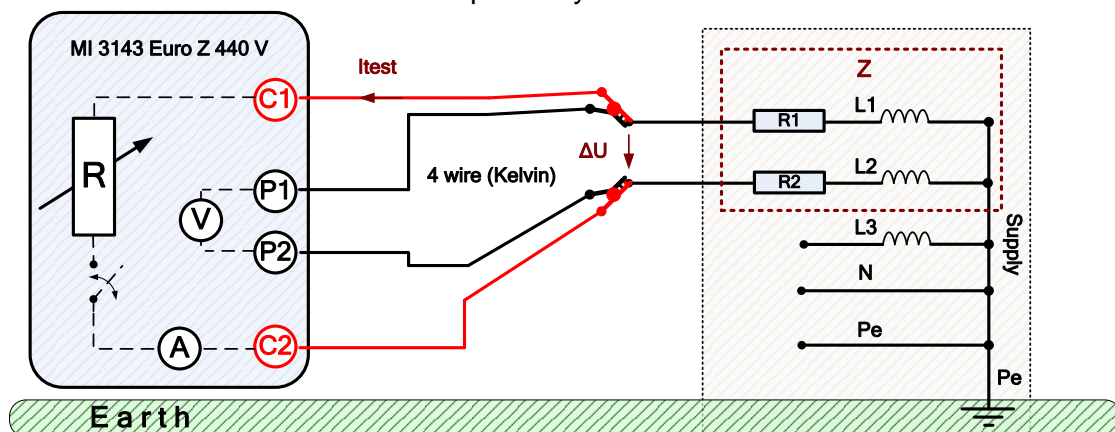 MI 3143 Euro Z 440 V
C1
Itest
R
P1
V
P2
A
C2
4 wire (Kelvin)
ΔU
Z
R1
L1
R2
L2
L3
N
Pe
Supply
Pe
Earth